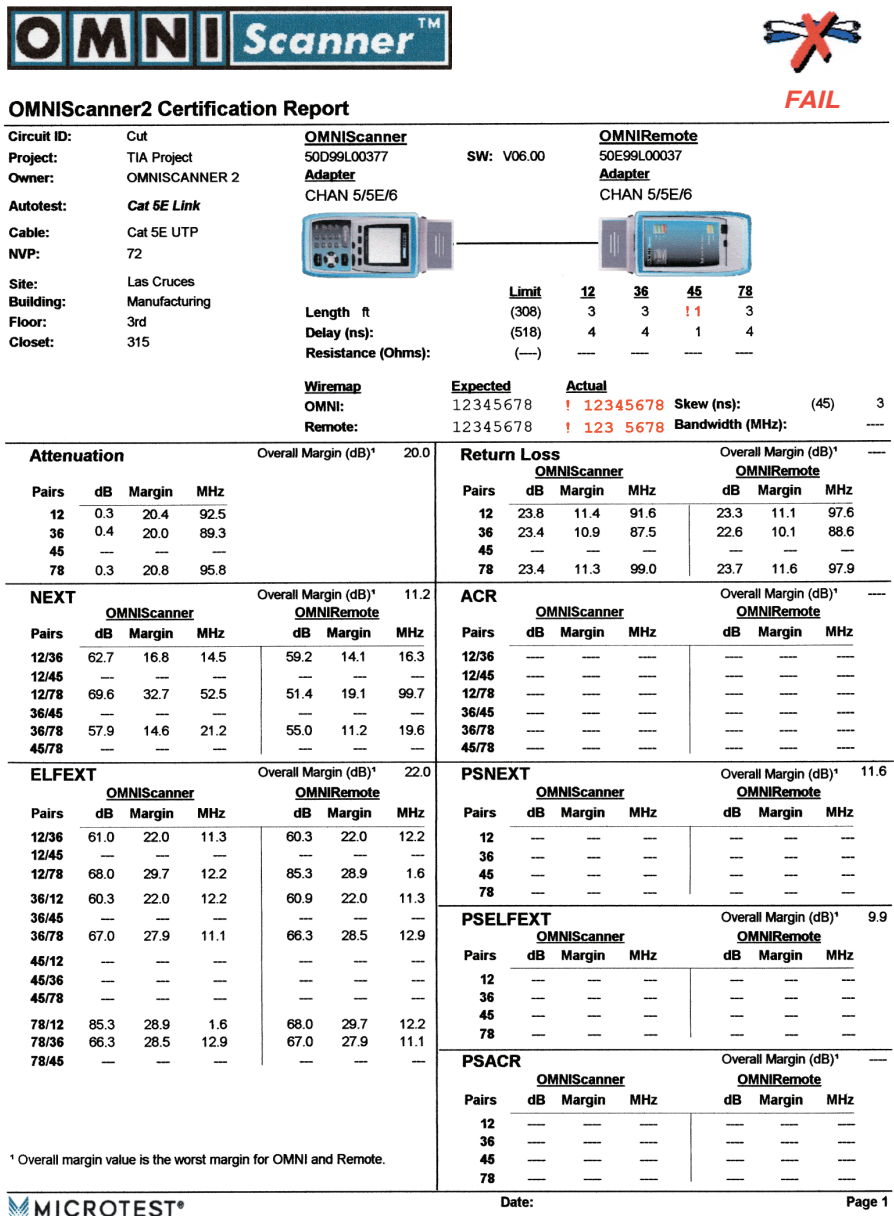 OMNI Scanner™
FAIL
OMNIScanner2 Certification Report
Circuit ID: Cut
Project: TIA Project
Owner: OMNISCANNER 2
Autotest: Cat 5E Link
Cable: Cat 5E UTP
NVP: 72
Site: Las Cruces
Building: Manufacturing
Floor: 3rd
Closet: 315
OMNIScanner OMNIRemote
50D99L00377 SW: V06.00 50E99L00037
Adapter Adapter
CHAN 5/5E/6 CHAN 5/5E/6
Limit 12 36 45 78
Length ft (308) 3 3 !1 3
Delay (ns): (518) 4 4 1 4
Resistance (Ohms): (----) ---- ---- ---- ----
Wiremap Expected Actual
OMNI: 12345678 ! 12345678 Skew (ns): (45) 3
Remote: 12345678 ! 123 5678 Bandwidth (MHz): ----
Attenuation Overall Margin (dB)¹ 20.0
Pairs dB Margin MHz
12 0.3 20.4 92.5
36 0.4 20.0 89.3
45 --- --- ---
78 0.3 20.8 95.8
Return Loss Overall Margin (dB)¹ ----
OMNIScanner OMNIRemote
Pairs dB Margin MHz dB Margin MHz
12 23.8 11.4 91.6 23.3 11.1 97.6
36 23.4 10.9 87.5 22.6 10.1 88.6
45 --- --- --- --- --- ---
78 23.4 11.3 99.0 23.7 11.6 97.9
NEXT Overall Margin (dB)¹ 11.2
OMNIScanner OMNIRemote
Pairs dB Margin MHz dB Margin MHz
12/36 62.7 16.8 14.5 59.2 14.1 16.3
12/45 --- --- --- --- --- ---
12/78 69.6 32.7 52.5 51.4 19.1 99.7
36/45 --- --- --- --- --- ---
36/78 57.9 14.6 21.2 55.0 11.2 19.6
45/78 --- --- --- --- --- ---
ACR Overall Margin (dB)¹ ----
OMNIScanner OMNIRemote
Pairs dB Margin MHz dB Margin MHz
12/36 ---- ---- ---- ---- ---- ----
12/45 ---- ---- ---- ---- ---- ----
12/78 ---- ---- ---- ---- ---- ----
36/45 ---- ---- ---- ---- ---- ----
36/78 ---- ---- ---- ---- ---- ----
45/78 ---- ---- ---- ---- ---- ----
ELFEXT Overall Margin (dB)¹ 22.0
OMNIScanner OMNIRemote
Pairs dB Margin MHz dB Margin MHz
12/36 61.0 22.0 11.3 60.3 22.0 12.2
12/45 --- --- --- --- --- ---
12/78 68.0 29.7 12.2 85.3 28.9 1.6
36/12 60.3 22.0 12.2 60.9 22.0 11.3
36/45 --- --- --- --- --- ---
36/78 67.0 27.9 11.1 66.3 28.5 12.9
45/12 --- --- --- --- --- ---
45/36 --- --- --- --- --- ---
45/78 --- --- --- --- --- ---
78/12 85.3 28.9 1.6 68.0 29.7 12.2
78/36 66.3 28.5 12.9 67.0 27.9 11.1
78/45 --- --- --- --- --- ---
PSNEXT Overall Margin (dB)¹ 11.6
OMNIScanner OMNIRemote
Pairs dB Margin MHz dB Margin MHz
12 --- --- --- --- --- ---
36 --- --- --- --- --- ---
45 --- --- --- --- --- ---
78 --- --- --- --- --- ---
PSELFEXT Overall Margin (dB)¹ 9.9
OMNIScanner OMNIRemote
Pairs dB Margin MHz dB Margin MHz
12 --- --- --- --- --- ---
36 --- --- --- --- --- ---
45 --- --- --- --- --- ---
78 --- --- --- --- --- ---
PSACR Overall Margin (dB)¹ ----
OMNIScanner OMNIRemote
Pairs dB Margin MHz dB Margin MHz
12 ---- ---- ---- ---- ---- ----
36 ---- ---- ---- ---- ---- ----
45 ---- ---- ---- ---- ---- ----
78 ---- ---- ---- ---- ---- ----
¹ Overall margin value is the worst margin for OMNI and Remote.
MICROTEST® Date: Page 1